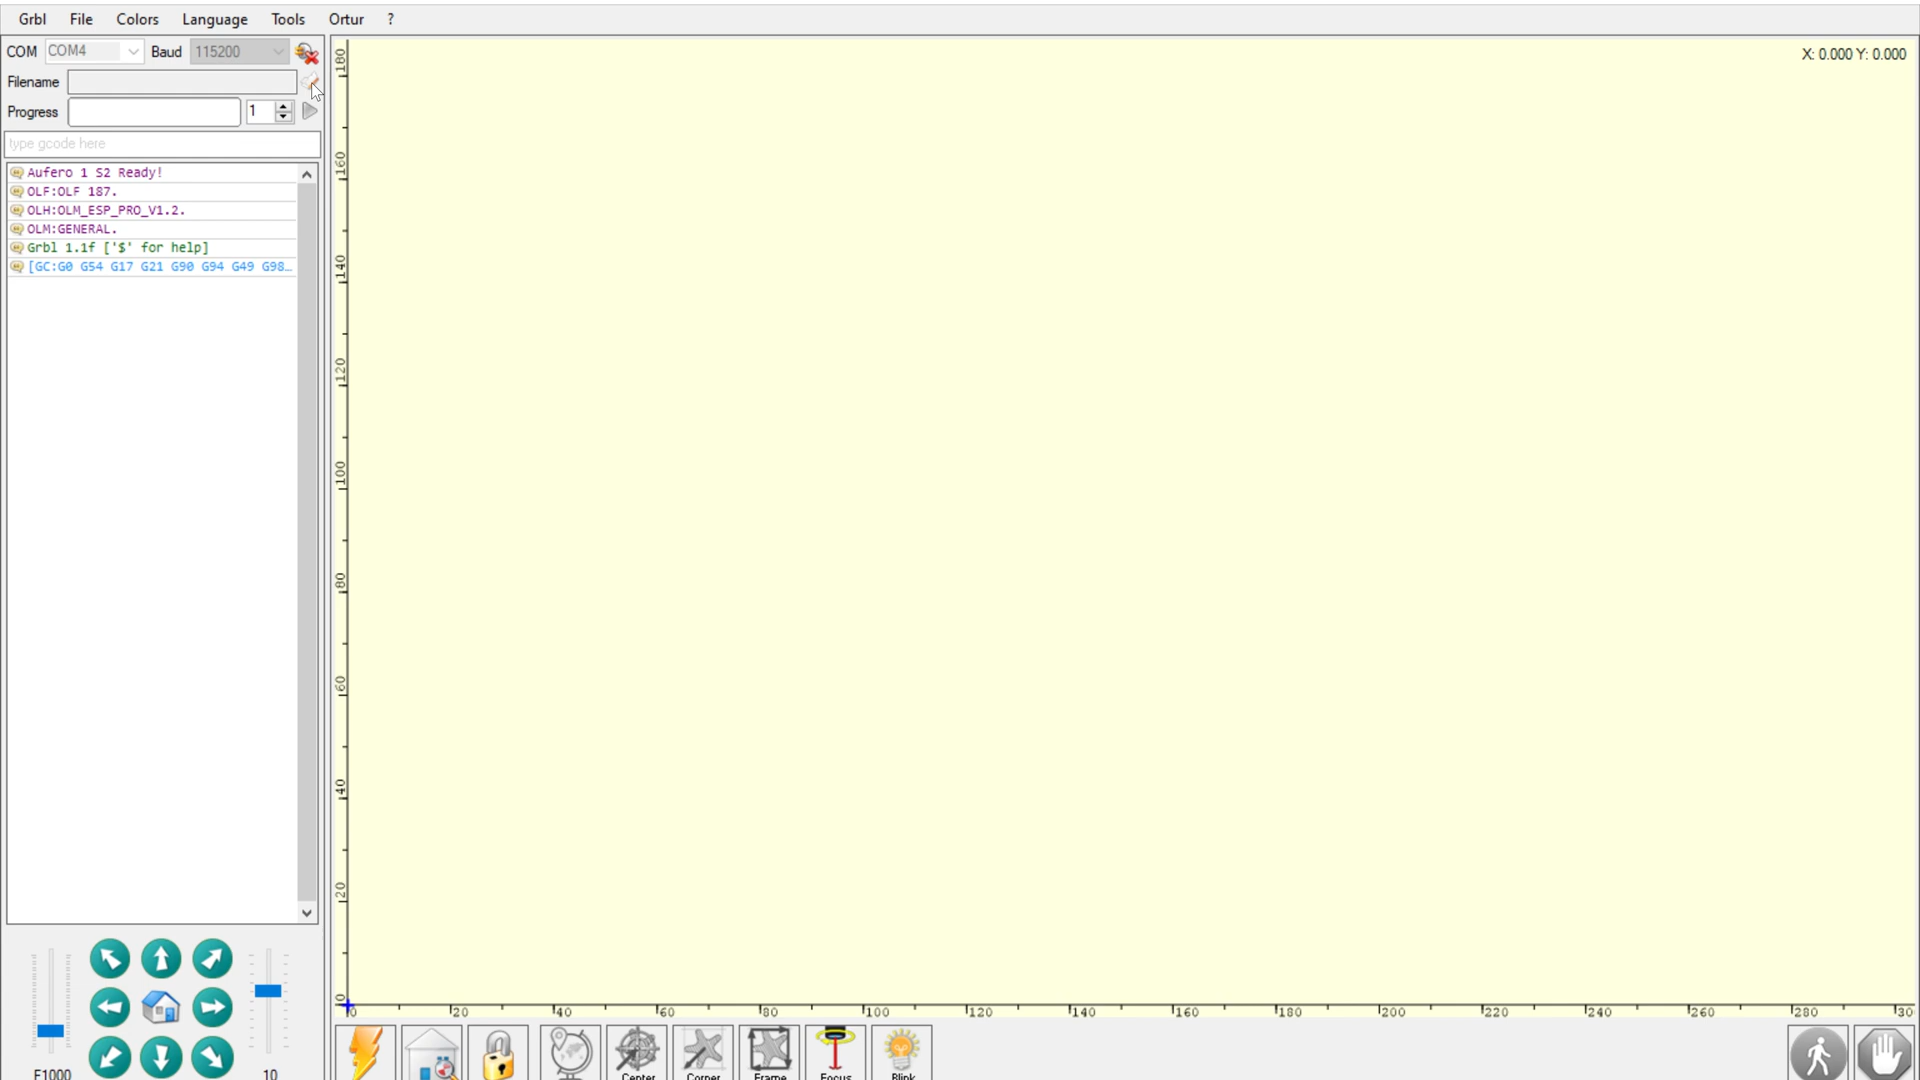 Grbl File Colors Language Tools Ortur ?
COM COM4 Baud 115200
X: 0.000 Y: 0.000
Filename
Progress 1
type gcode here
Aufero 1 S2 Ready!
OLF:OLF 187.
OLH:OLM_ESP_PRO_V1.2.
OLM:GENERAL.
Grbl 1.1f ['$' for help]
[GC:G0 G54 G17 G21 G90 G94 G49 G98...
180
160
140
120
100
80
60
40
20
0
0 20 40 60 80 100 120 140 160 180 200 220 240 260 280 30
F1000 10
Center Corner Frame Focus Blink